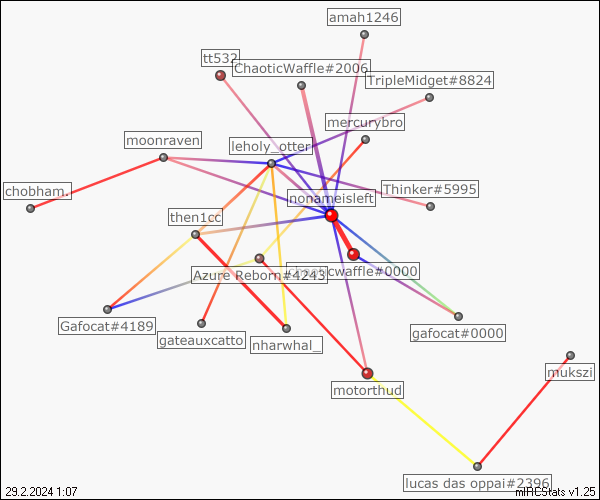 amah1246
tt532
ChaoticWaffle#2006
TripleMidget#8824
mercurybro
moonraven
leholy_otter
chobham.
Thinker#5995
nonameisleft
then1cc
chaoticwaffle#0000
Azure Reborn#4243
Gafocat#4189
gateauxcatto
nharwhal_
gafocat#0000
motorthud
mukszi
lucas das oppai#2396
29.2.2024 1:07
mIRCStats v1.25